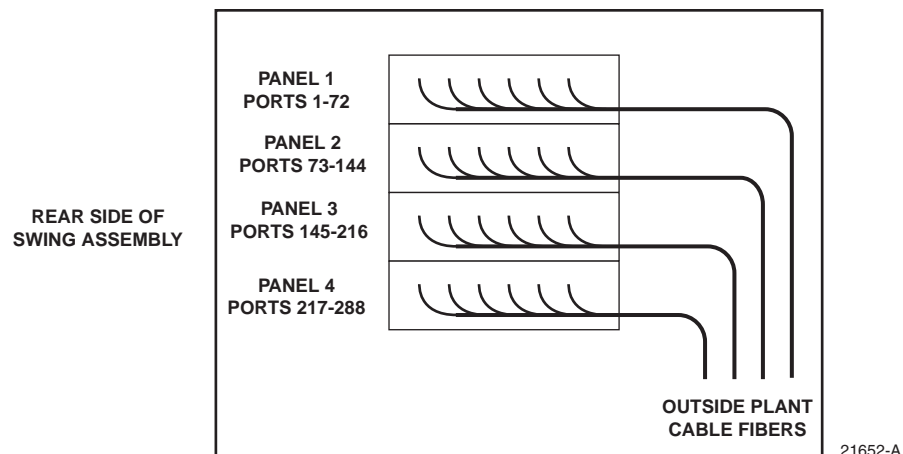 PANEL 1
PORTS 1-72
PANEL 2
PORTS 73-144
REAR SIDE OF
SWING ASSEMBLY
PANEL 3
PORTS 145-216
PANEL 4
PORTS 217-288
OUTSIDE PLANT
CABLE FIBERS
21652-A